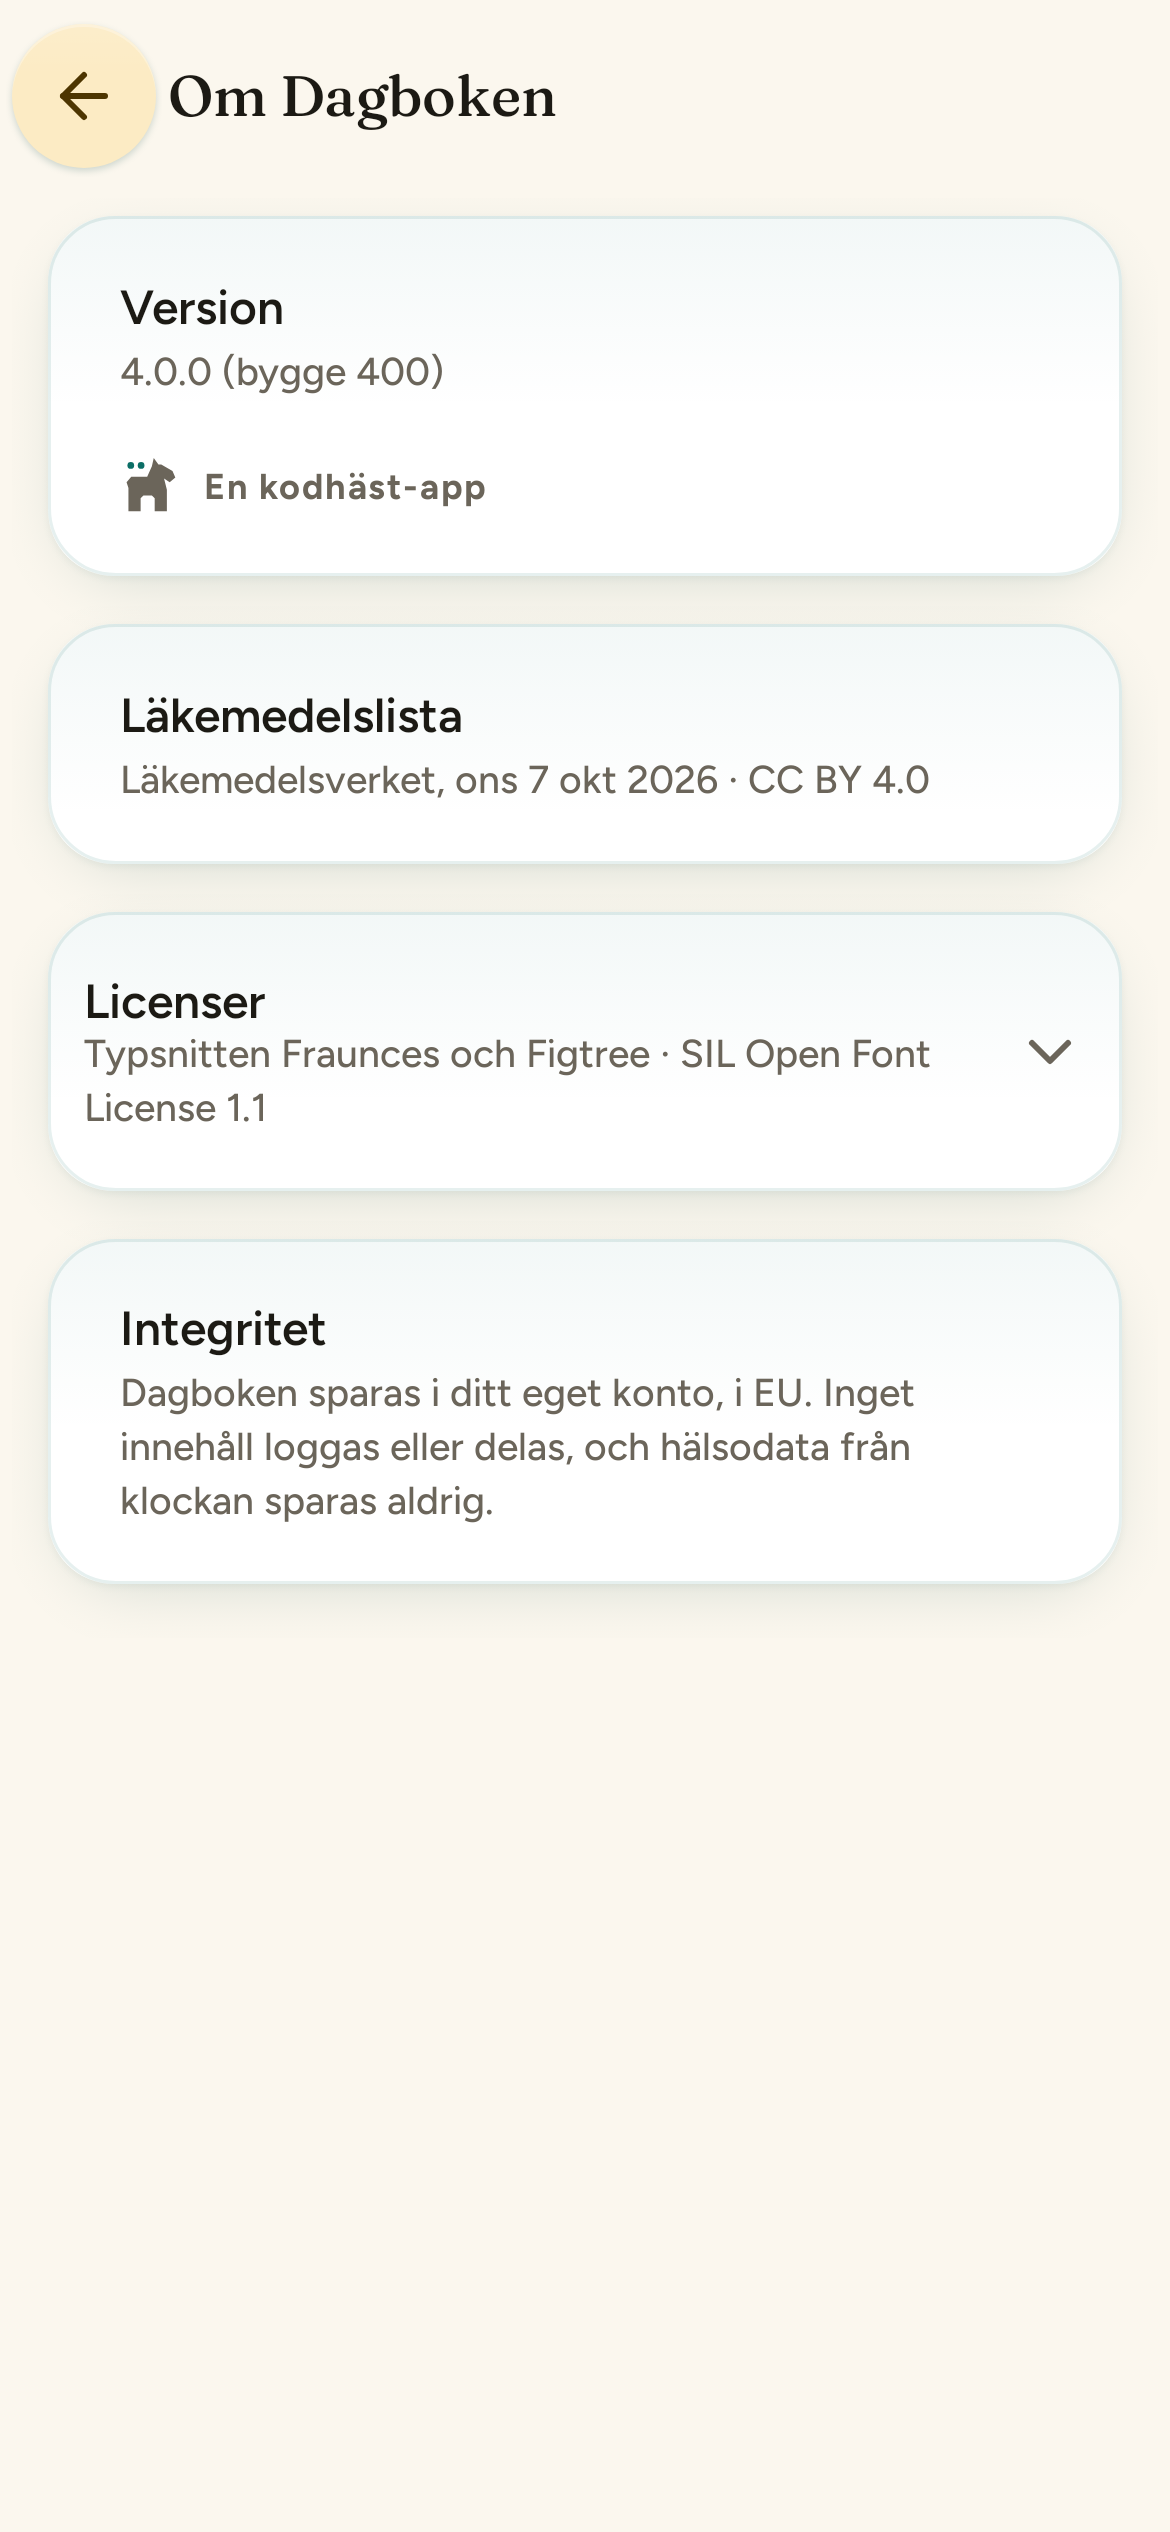 Om Dagboken
Version
4.0.0 (bygge 400)
En kodhäst-app
Läkemedelslista
Läkemedelsverket, ons 7 okt 2026 · CC BY 4.0
Licenser
Typsnitten Fraunces och Figtree · SIL Open Font
License 1.1
Integritet
Dagboken sparas i ditt eget konto, i EU. Inget
innehåll loggas eller delas, och hälsodata från
klockan sparas aldrig.